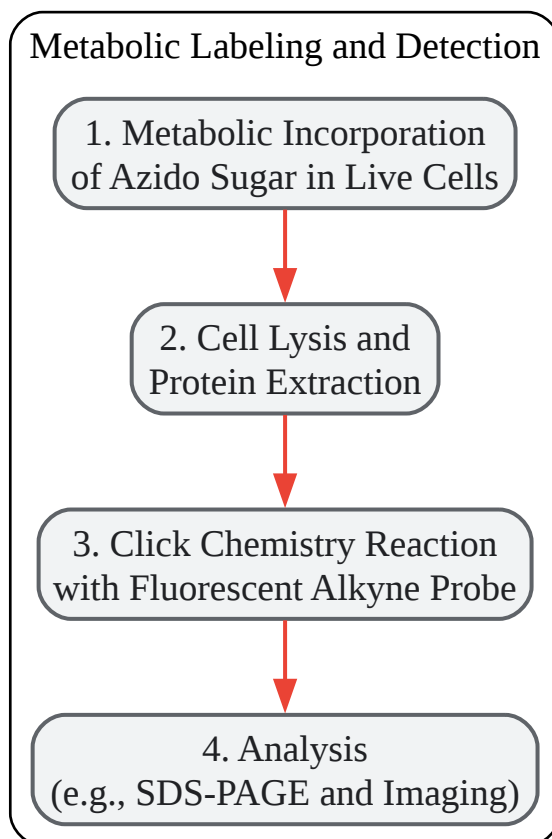 Metabolic Labeling and Detection
1. Metabolic Incorporation
of Azido Sugar in Live Cells
2. Cell Lysis and
Protein Extraction
3. Click Chemistry Reaction
with Fluorescent Alkyne Probe
4. Analysis
(e.g., SDS-PAGE and Imaging)